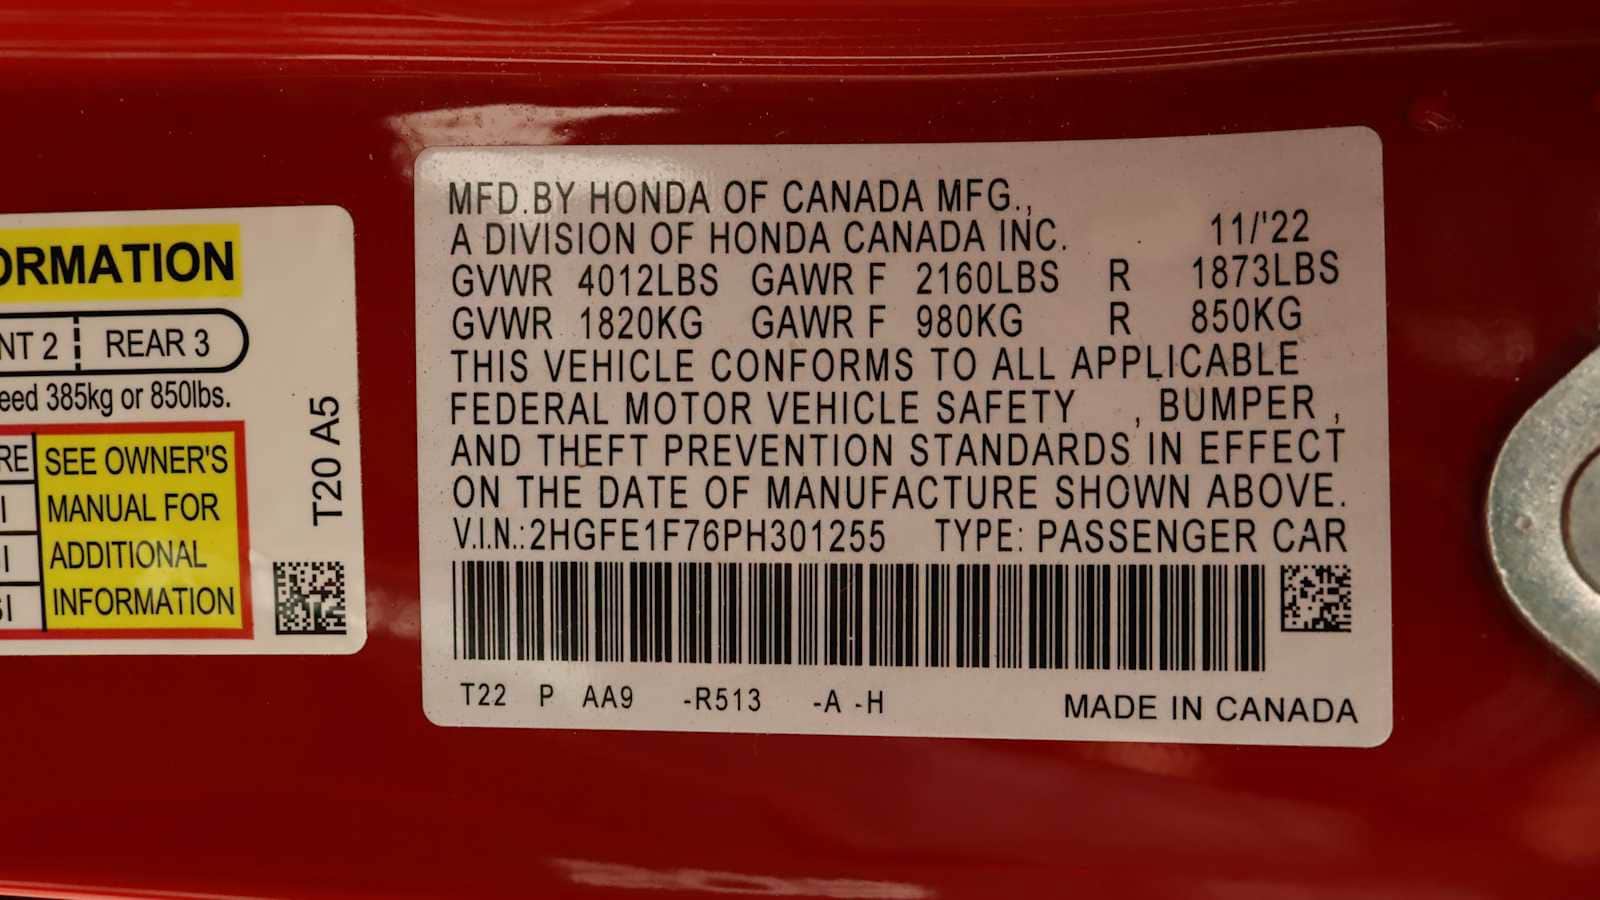 ORMATION
NT 2 REAR 3
eed 385kg or 850lbs.
RE
SEE OWNER'S
MANUAL FOR
ADDITIONAL
INFORMATION
T20 A5
MFD.BY HONDA OF CANADA MFG.,
A DIVISION OF HONDA CANADA INC. 11/'22
GVWR 4012LBS GAWR F 2160LBS R 1873LBS
GVWR 1820KG GAWR F 980KG R 850KG
THIS VEHICLE CONFORMS TO ALL APPLICABLE
FEDERAL MOTOR VEHICLE SAFETY , BUMPER ,
AND THEFT PREVENTION STANDARDS IN EFFECT
ON THE DATE OF MANUFACTURE SHOWN ABOVE.
V.I.N.:2HGFE1F76PH301255 TYPE: PASSENGER CAR
T22 P AA9 -R513 -A -H MADE IN CANADA